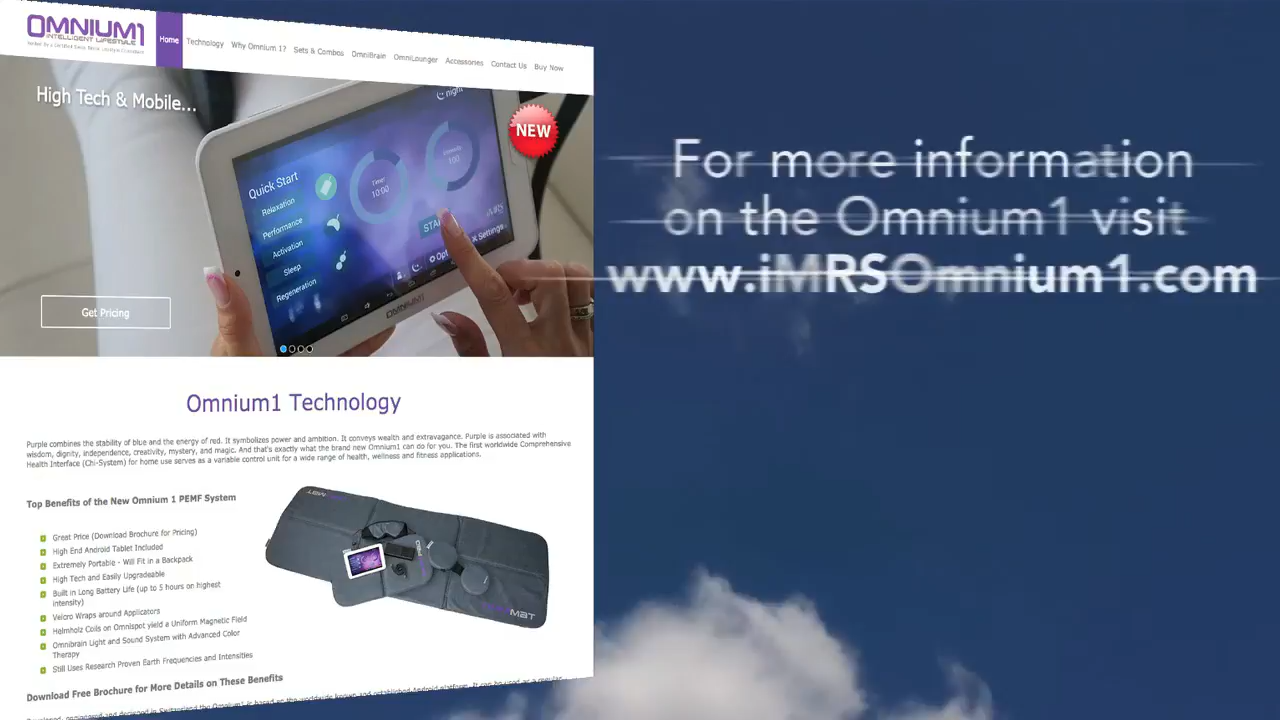 OMNIUM1
INTELLIGENT LIFESTYLE
Home Technology Why Omnium 1? Sets & Combos OmniBrain OmniLounger Accessories Contact Us Buy Now
High Tech & Mobile...
NEW
night
Quick Start
Relaxation
Performance
Activation
Sleep
Regeneration
Timer
10:00
Intensity
100
iMRS
Settings
OMNIUM1
Get Pricing
For more information
on the Omnium1 visit
www.iMRSOmnium1.com
Omnium1 Technology
Purple combines the stability of blue and the energy of red. It symbolizes power and ambition. It conveys wealth and extravagance. Purple is associated with
wisdom, dignity, independence, creativity, mystery, and magic. And that's exactly what the brand new Omnium1 can do for you. The first worldwide Comprehensive
Health Interface (Chi-System) for home use serves as a variable control unit for a wide range of health, wellness and fitness applications.
Top Benefits of the New Omnium 1 PEMF System
Great Price (Download Brochure for Pricing)
High End Android Tablet Included
Extremely Portable - Will Fit in a Backpack
High Tech and Easily Upgradeable
Built in Long Battery Life (up to 5 hours on highest
intensity)
Velcro Wraps around Applicators
Helmholz Coils on Omnispot yield a Uniform Magnetic Field
Omnibrain Light and Sound System with Advanced Color
Therapy
Still Uses Research Proven Earth Frequencies and Intensities
Download Free Brochure for More Details on These Benefits